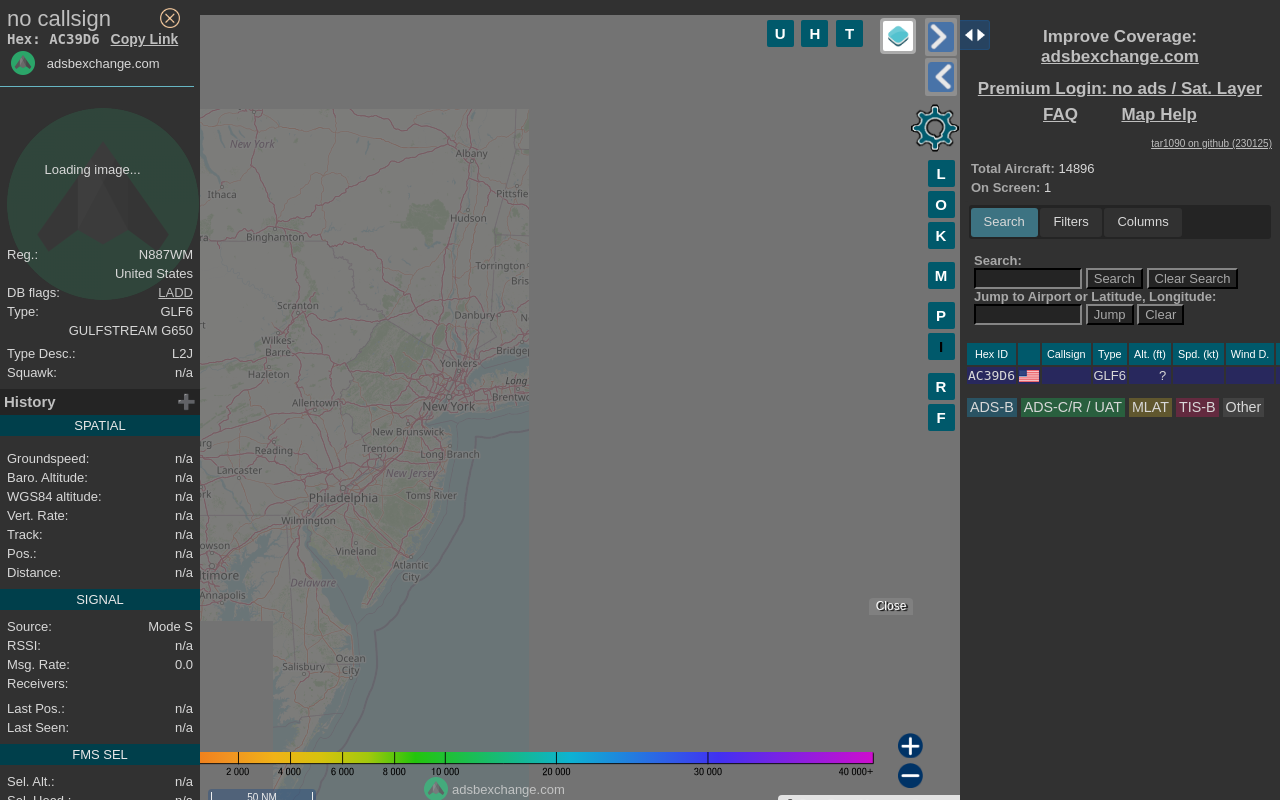 no callsign
Hex: AC39D6 Copy Link
adsbexchange.com
Loading image...
Reg.: N887WM
United States
DB flags: LADD
Type: GLF6
GULFSTREAM G650
Type Desc.: L2J
Squawk: n/a
History
SPATIAL
Groundspeed: n/a
Baro. Altitude: n/a
WGS84 altitude: n/a
Vert. Rate: n/a
Track: n/a
Pos.: n/a
Distance: n/a
SIGNAL
Source: Mode S
RSSI: n/a
Msg. Rate: 0.0
Receivers:
Last Pos.: n/a
Last Seen: n/a
FMS SEL
Sel. Alt.: n/a
U H T
L
O
K
M
P
I
R
F
New York
Albany
Ithaca
Pittsfie
Hudson
Binghamton
Torrington
Bris
Scranton
Danbury
N
Wilkes-
Barre
Bridgep
Yonkers
Hazleton
Long
Allentown
New York
Brentwo
New Brunswick
Reading
Trenton
Long Branch
Lancaster
New Jersey
Philadelphia
Toms River
Wilmington
Vineland
Atlantic
City
timore
Delaware
Annapolis
Salisbury
Ocean
City
Close
2 000 4 000 6 000 8 000 10 000 20 000 30 000 40 000+
adsbexchange.com
50 NM
Improve Coverage:
adsbexchange.com
Premium Login: no ads / Sat. Layer
FAQ Map Help
tar1090 on github (230125)
Total Aircraft: 14896
On Screen: 1
Search Filters Columns
Search:
Search Clear Search
Jump to Airport or Latitude, Longitude:
Jump Clear
Hex ID Callsign Type Alt. (ft) Spd. (kt) Wind D.
AC39D6 GLF6 ?
ADS-B ADS-C/R / UAT MLAT TIS-B Other